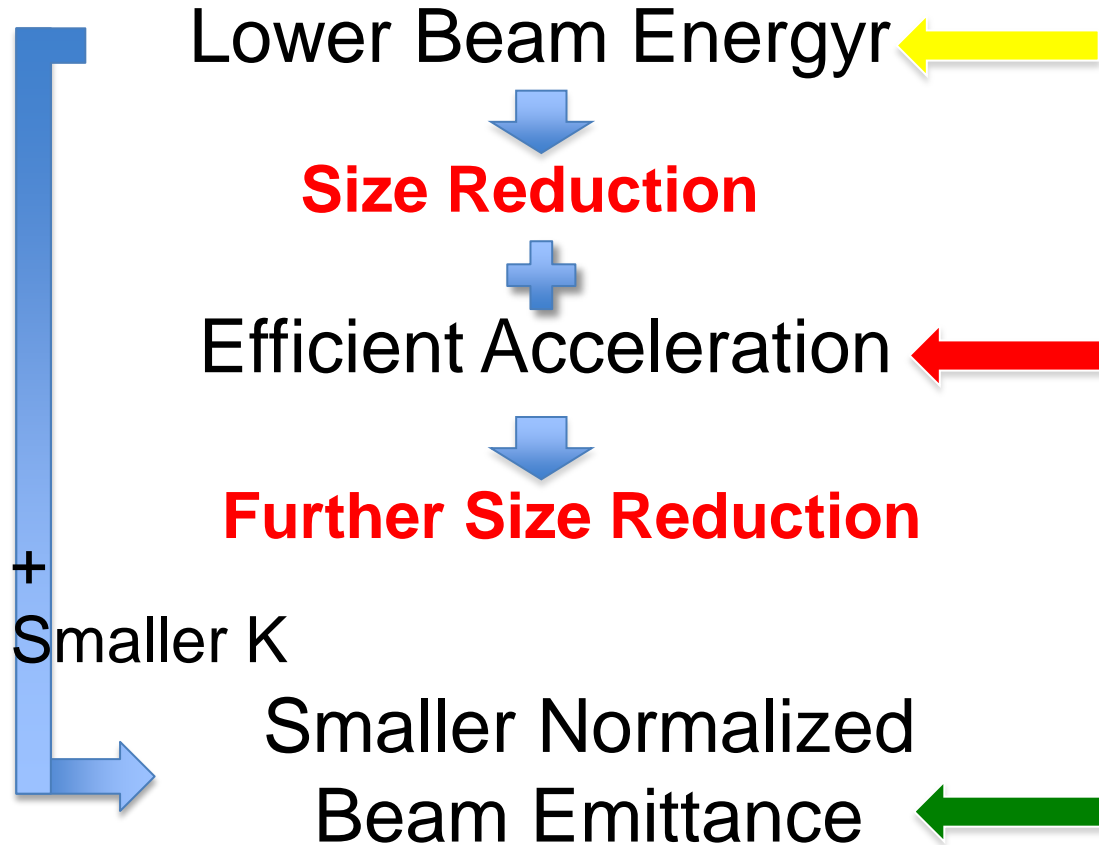 Lower Beam Energyr
Size Reduction
Efficient Acceleration
Further Size Reduction
+
Smaller K
Smaller Normalized
Beam Emittance